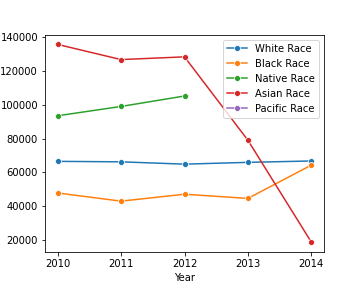 140000
120000
100000
80000
60000
40000
20000
White Race
Black Race
Native Race
Asian Race
Pacific Race
2010 2011 2012 2013 2014
Year